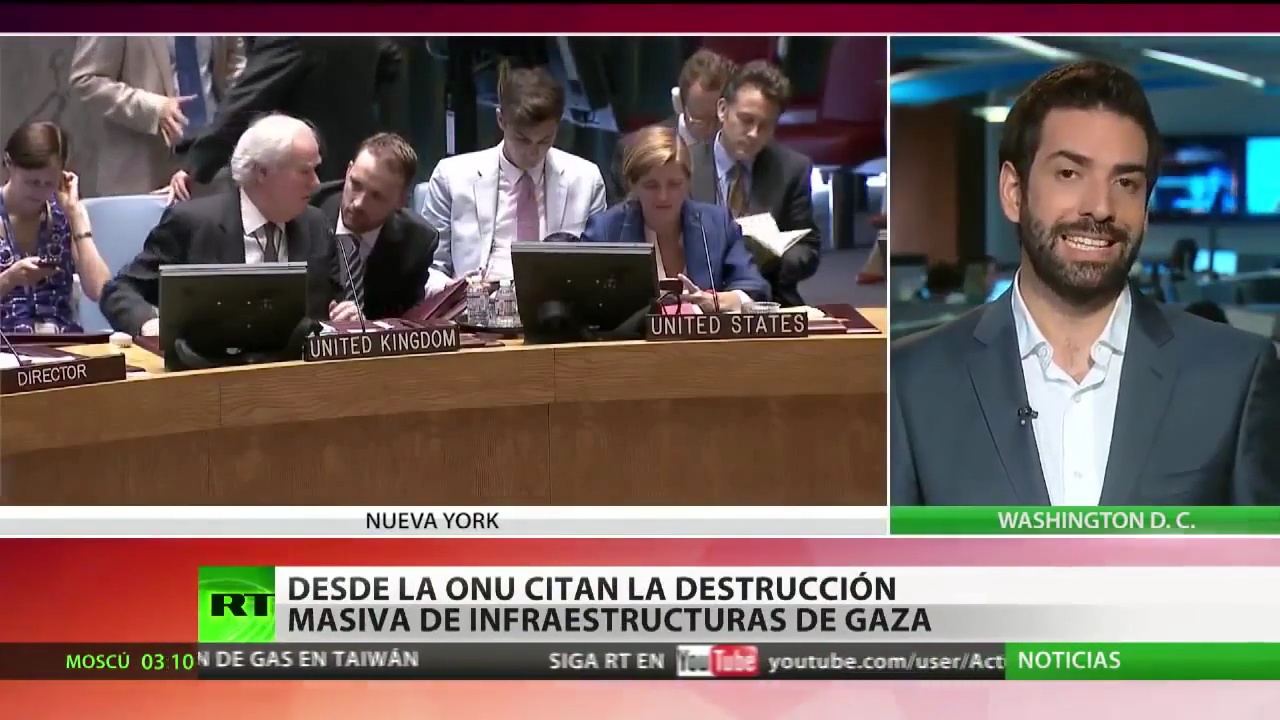 DIRECTOR
UNITED KINGDOM
UNITED STATES
NUEVA YORK
WASHINGTON D. C.
RT
DESDE LA ONU CITAN LA DESTRUCCIÓN
MASIVA DE INFRAESTRUCTURAS DE GAZA
MOSCÚ 03:10
N DE GAS EN TAIWÁN
SIGA RT EN YouTube youtube.com/user/Act
NOTICIAS